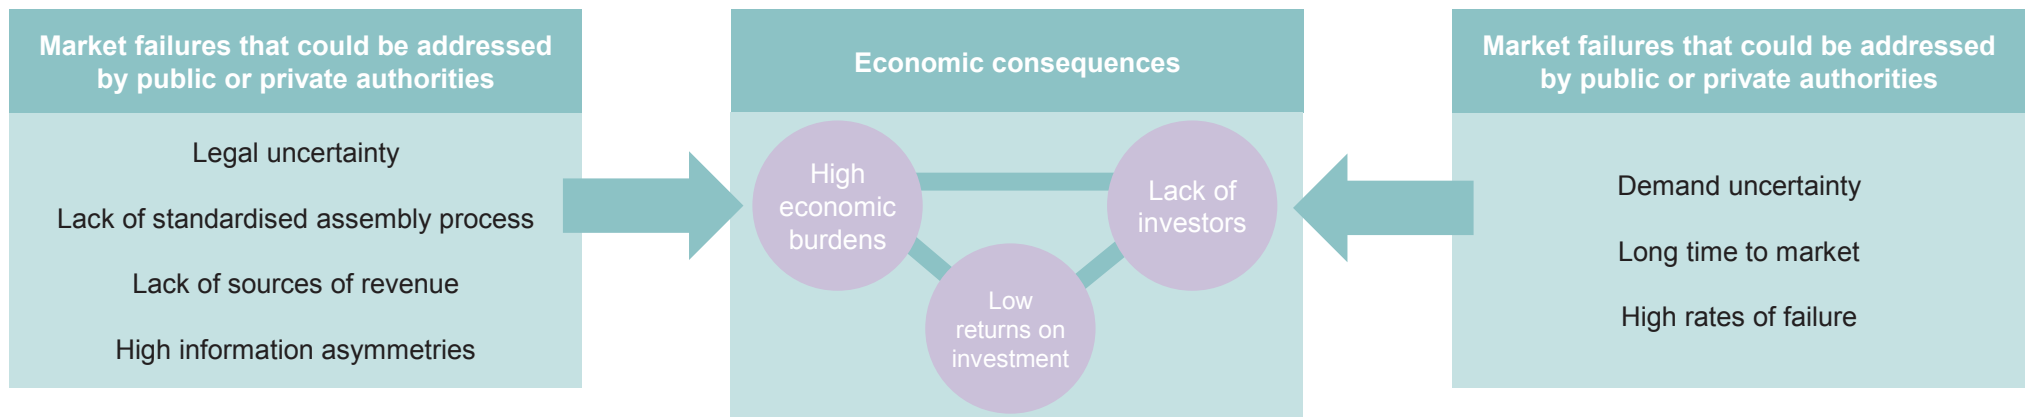 Market failures that could be addressed
by public or private authorities
Legal uncertainty
Lack of standardised assembly process
Lack of sources of revenue
High information asymmetries
Economic consequences
High
economic
burdens
Lack of
investors
Low
returns on
investment
Market failures that could be addressed
by public or private authorities
Demand uncertainty
Long time to market
High rates of failure